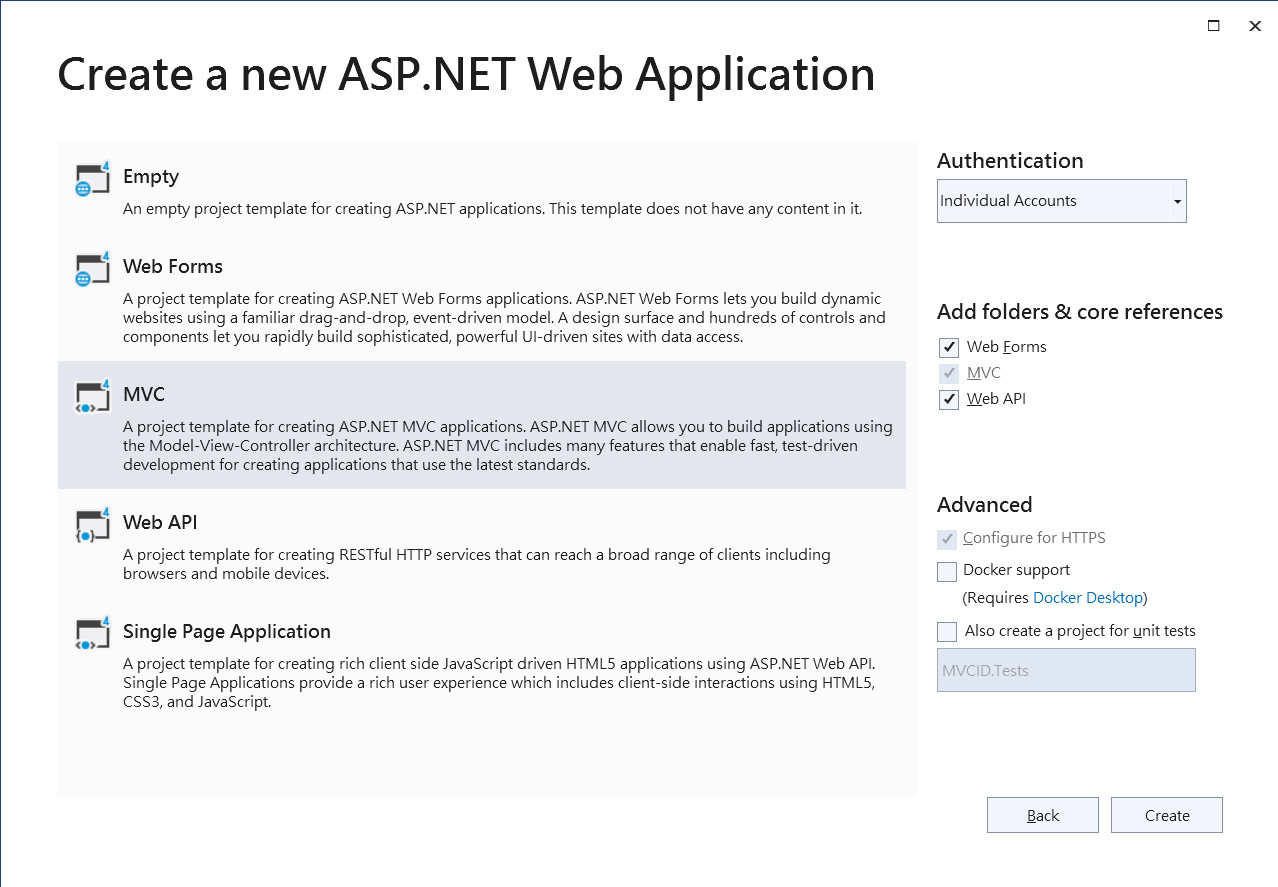 Create a new ASP.NET Web Application
Empty
An empty project template for creating ASP.NET applications. This template does not have any content in it.
Web Forms
A project template for creating ASP.NET Web Forms applications. ASP.NET Web Forms lets you build dynamic
websites using a familiar drag-and-drop, event-driven model. A design surface and hundreds of controls and
components let you rapidly build sophisticated, powerful UI-driven sites with data access.
MVC
A project template for creating ASP.NET MVC applications. ASP.NET MVC allows you to build applications using
the Model-View-Controller architecture. ASP.NET MVC includes many features that enable fast, test-driven
development for creating applications that use the latest standards.
Web API
A project template for creating RESTful HTTP services that can reach a broad range of clients including
browsers and mobile devices.
Single Page Application
A project template for creating rich client side JavaScript driven HTML5 applications using ASP.NET Web API.
Single Page Applications provide a rich user experience which includes client-side interactions using HTML5,
CSS3, and JavaScript.
Authentication
Individual Accounts
Add folders & core references
Web Forms
MVC
Web API
Advanced
Configure for HTTPS
Docker support
(Requires Docker Desktop)
Also create a project for unit tests
MVCID.Tests
Back
Create